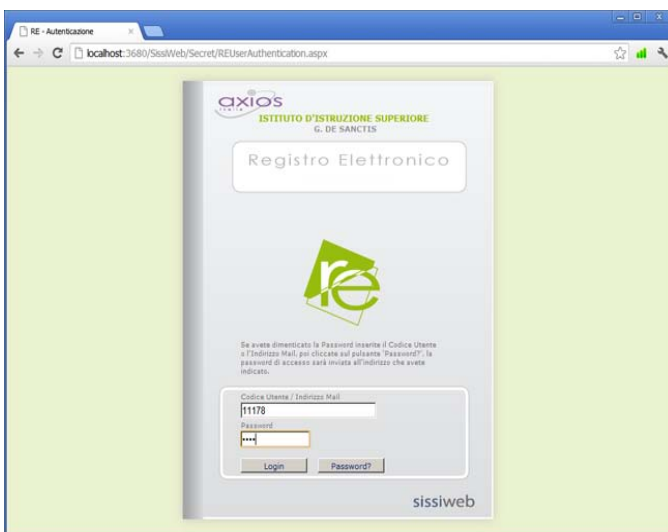 RE - Autenticazione
localhost:3680/SissiWeb/Secret/REUserAuthentication.aspx
axios
italia
ISTITUTO D'ISTRUZIONE SUPERIORE
G. DE SANCTIS
Registro Elettronico
re
Se avete dimenticato la Password inserite il Codice Utente
o l'Indirizzo Mail, poi cliccate sul pulsante 'Password?', la
password di accesso sarà inviata all'indirizzo che avete
indicato.
Codice Utente / Indirizzo Mail
11178
Password
••••
Login Password?
sissiweb